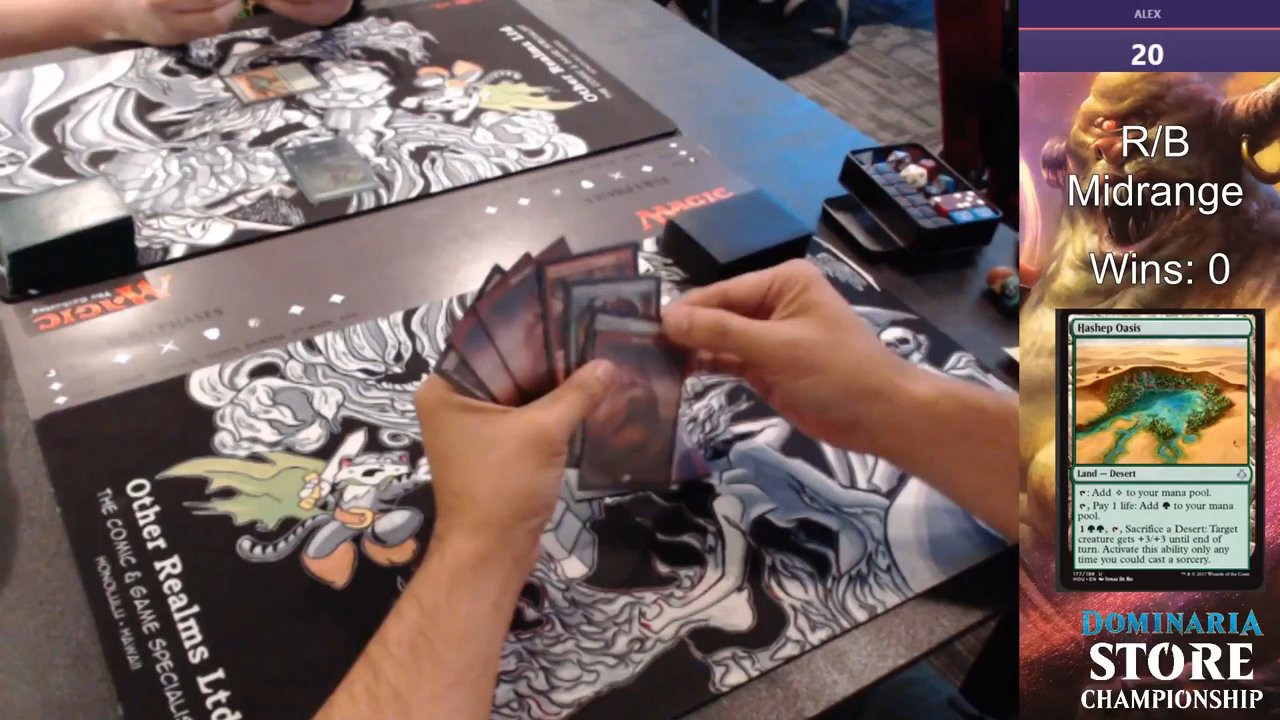 ALEX
20
R/B
Midrange
Wins: 0
Hashep Oasis
Land — Desert
: Add to your mana pool.
, Pay 1 life: Add to your mana
pool.
1 , , Sacrifice a Desert: Target
creature gets +3/+3 until end of
turn. Activate this ability only any
time you could cast a sorcery.
DOMINARIA
STORE
CHAMPIONSHIP
Other Realms Ltd
MAGIC
MAGIC
The Gathering
Other Realms Ltd
THE COMIC & GAME SPECIALIS
HONOLULU • HAWAII